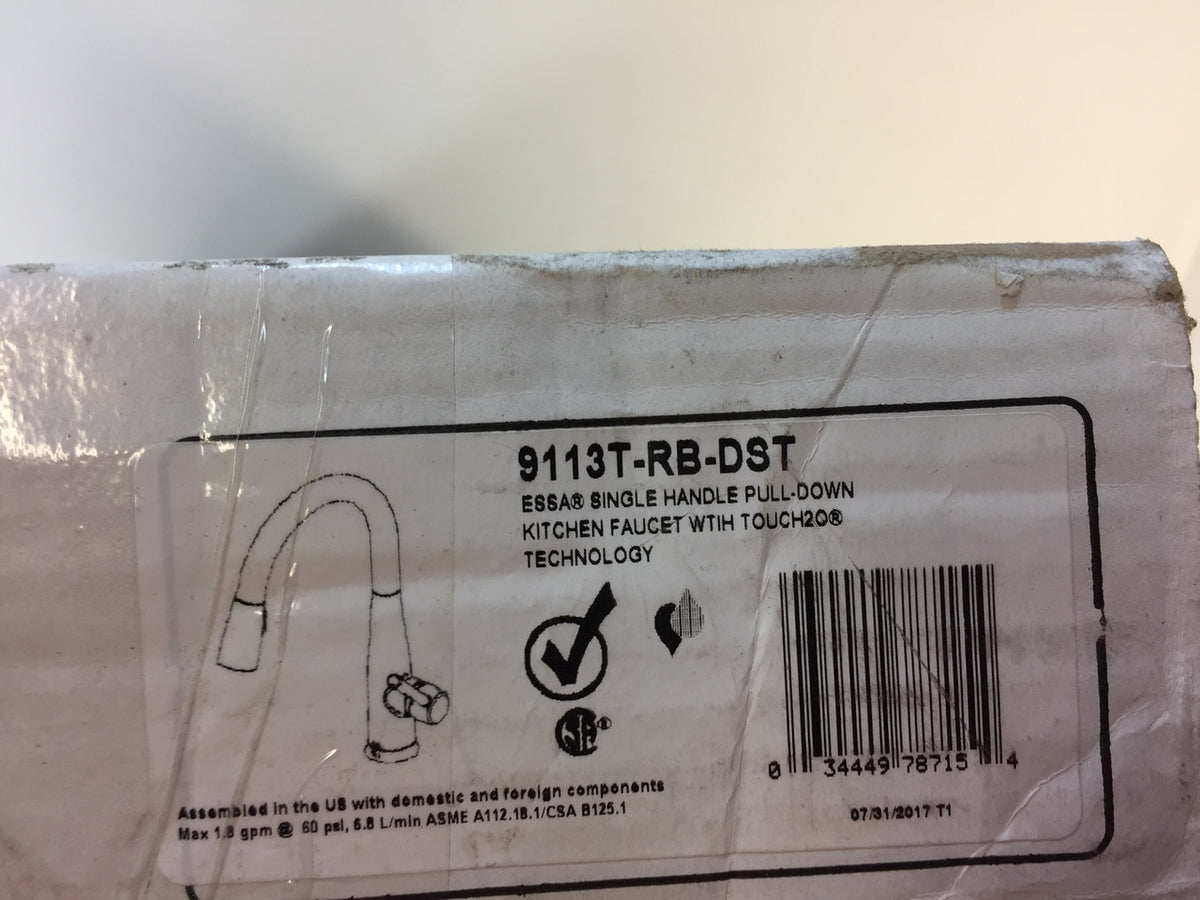 9113T-RB-DST
ESSA® SINGLE HANDLE PULL-DOWN
KITCHEN FAUCET WTIH TOUCH2O®
TECHNOLOGY
SA®
0 34449 78715 4
07/31/2017 T1
Assembled in the US with domestic and foreign components
Max 1.8 gpm @ 60 psi, 6.8 L/min ASME A112.18.1/CSA B125.1